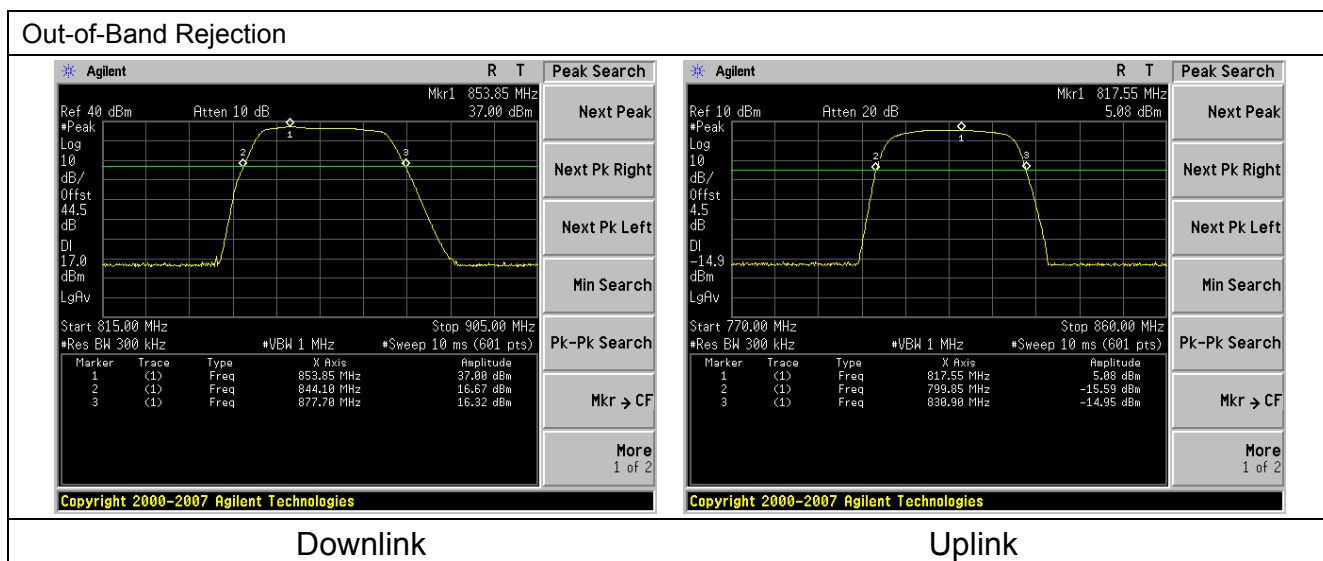 Out-of-Band Rejection
Agilent R T
Mkr1 853.85 MHz
Ref 40 dBm Atten 10 dB 37.00 dBm
#Peak
Log
10
dB/
Offst
44.5
dB
DI
17.0
dBm
LgAv
1
2
3
Start 815.00 MHz Stop 905.00 MHz
#Res BW 300 kHz #VBW 1 MHz #Sweep 10 ms (601 pts)
Marker Trace Type X Axis Amplitude
1 (1) Freq 853.85 MHz 37.00 dBm
2 (1) Freq 844.10 MHz 16.67 dBm
3 (1) Freq 877.70 MHz 16.32 dBm
Copyright 2000-2007 Agilent Technologies
Peak Search
Next Peak
Next Pk Right
Next Pk Left
Min Search
Pk-Pk Search
Mkr → CF
More
1 of 2
Agilent R T
Mkr1 817.55 MHz
Ref 10 dBm Atten 20 dB 5.08 dBm
#Peak
Log
10
dB/
Offst
4.5
dB
DI
-14.9
dBm
LgAv
1
2
3
Start 770.00 MHz Stop 860.00 MHz
#Res BW 300 kHz #VBW 1 MHz #Sweep 10 ms (601 pts)
Marker Trace Type X Axis Amplitude
1 (1) Freq 817.55 MHz 5.08 dBm
2 (1) Freq 799.85 MHz -15.59 dBm
3 (1) Freq 830.90 MHz -14.95 dBm
Copyright 2000-2007 Agilent Technologies
Peak Search
Next Peak
Next Pk Right
Next Pk Left
Min Search
Pk-Pk Search
Mkr → CF
More
1 of 2
Downlink Uplink